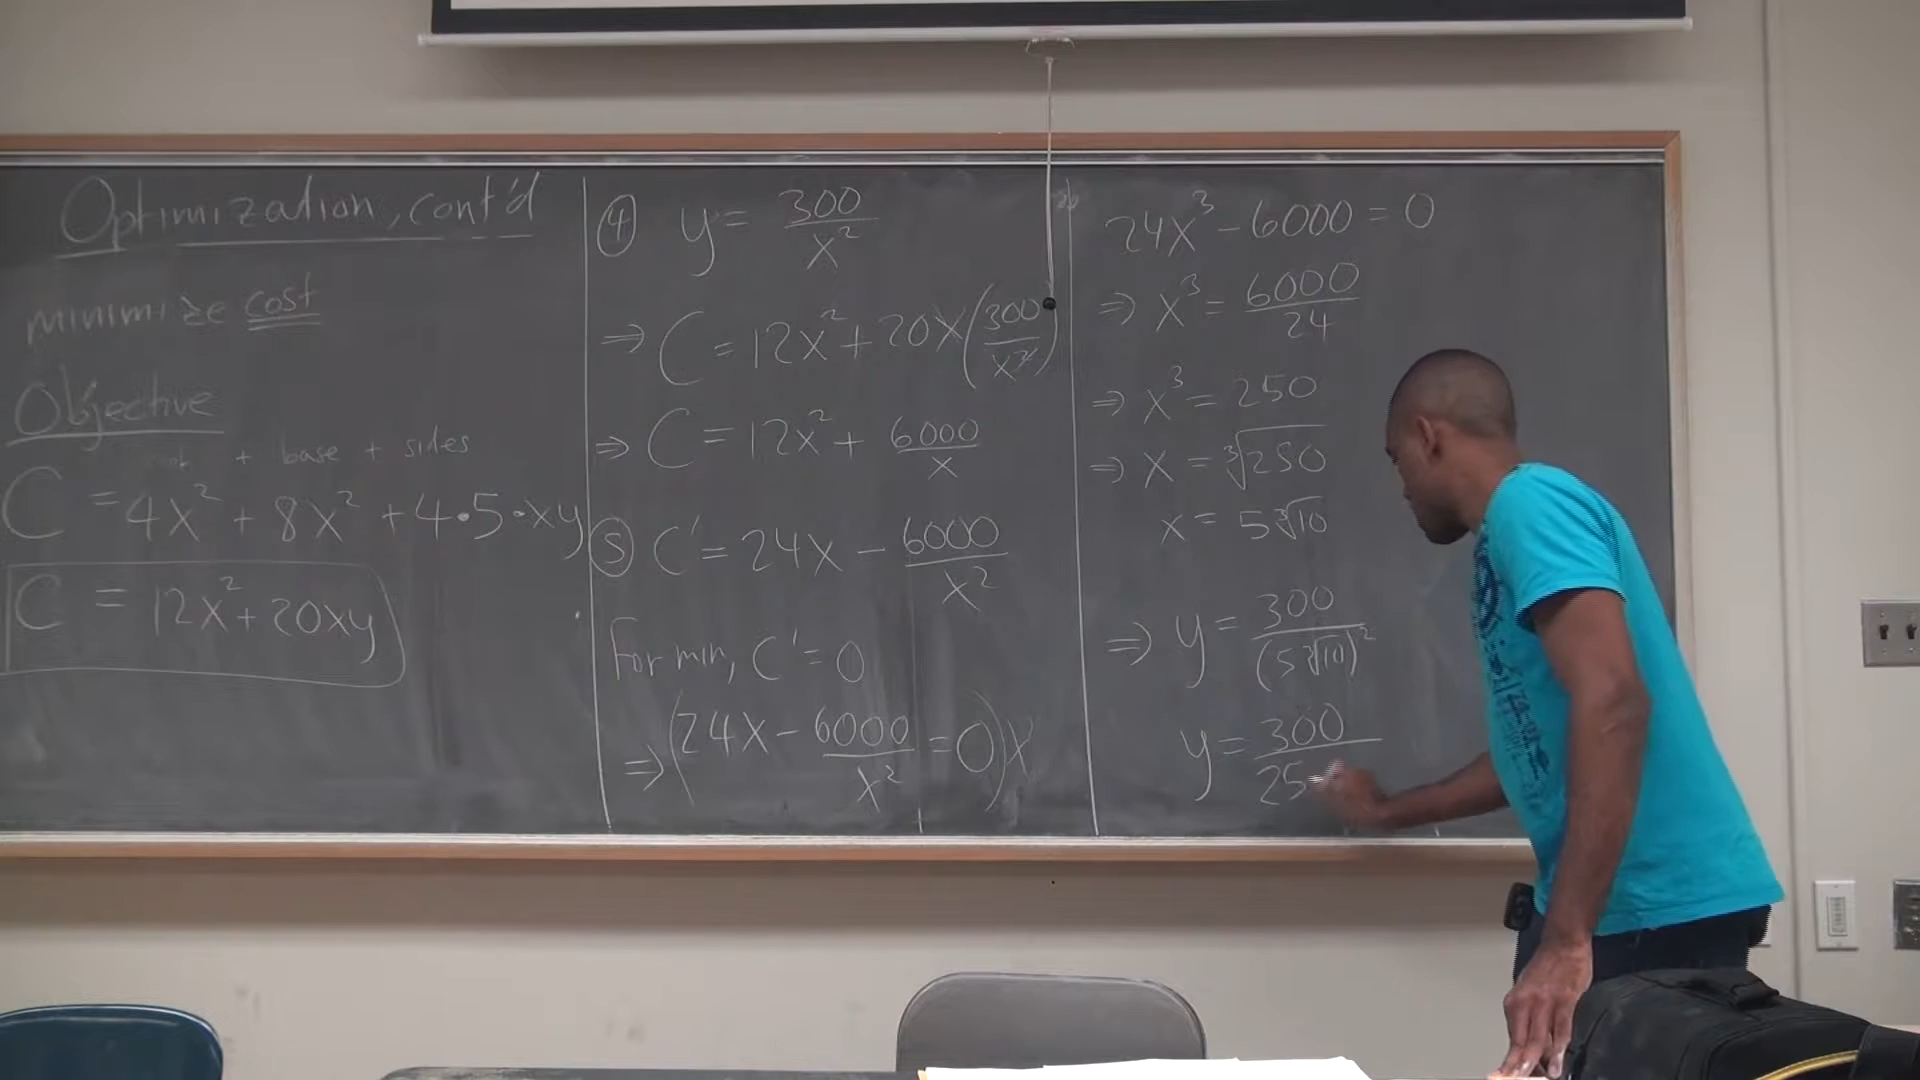 Optimization, cont'd
minimize cost
Objective
+ base + sides
C = 4x² + 8x² + 4·5·xy
C = 12x² + 20xy
④ y = 300/x²
⇒ C = 12x² + 20x(300/x²)
⇒ C = 12x² + 6000/x
⑤ C' = 24x - 6000/x²
For min, C' = 0
⇒ (24x - 6000/x² = 0)x
24x³ - 6000 = 0
⇒ x³ = 6000/24
⇒ x³ = 250
⇒ x = ∛250
x = 5∛10
⇒ y = 300/(5∛10)²
y = 300/25